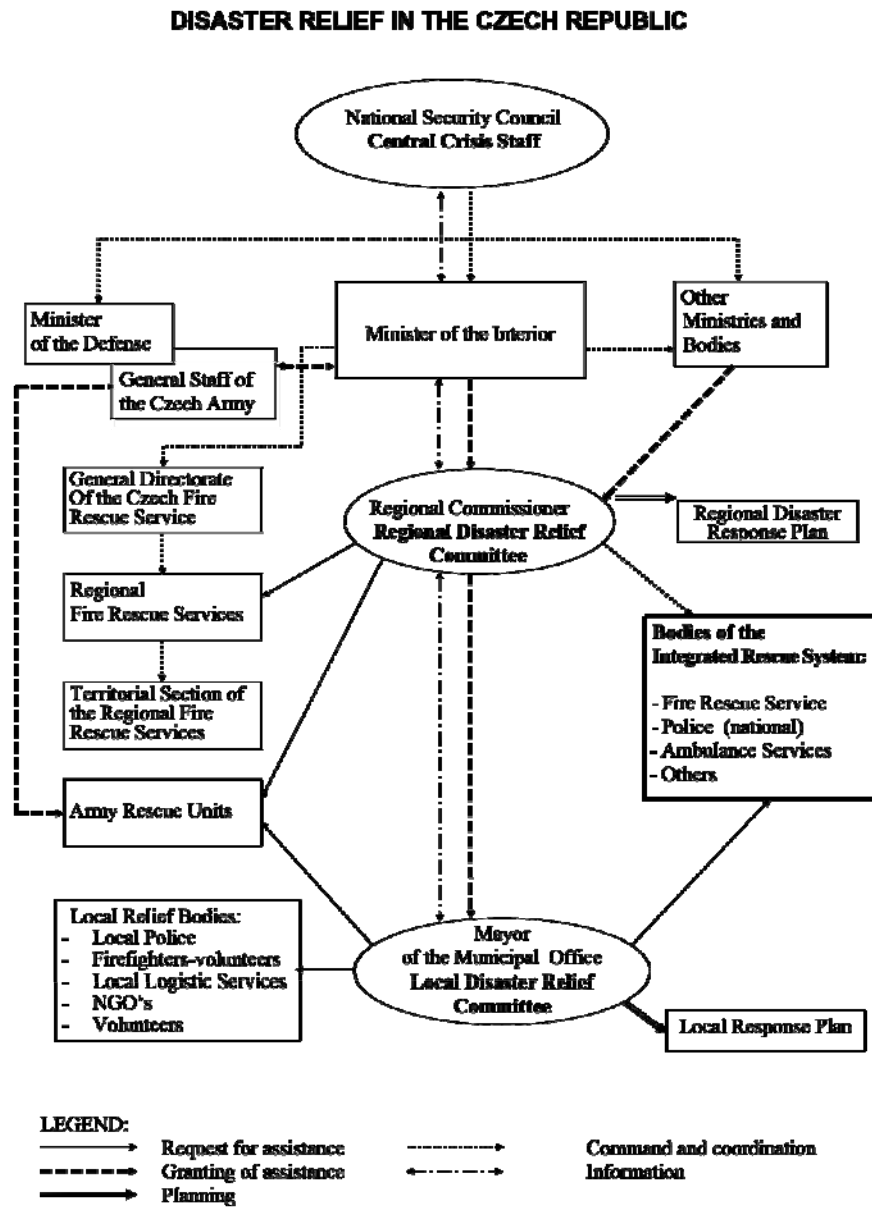 DISASTER RELIEF IN THE CZECH REPUBLIC
National Security Council
Central Crisis Staff
Minister
of the Defense
General Staff of
the Czech Army
Minister of the Interior
Other
Ministries and
Bodies
General Directorate
Of the Czech Fire
Rescue Service
Regional Commissioner
Regional Disaster Relief
Committee
Regional Disaster
Response Plan
Regional
Fire Rescue Services
Territorial Section of
the Regional Fire
Rescue Services
Bodies of the
Integrated Rescue System:
- Fire Rescue Service
- Police (national)
- Ambulance Services
- Others
Army Rescue Units
Local Relief Bodies:
- Local Police
- Firefighters-volunteers
- Local Logistic Services
- NGO's
- Volunteers
Mayor
of the Municipal Office
Local Disaster Relief
Committee
Local Response Plan
LEGEND:
Request for assistance
Command and coordination
Granting of assistance
Information
Planning